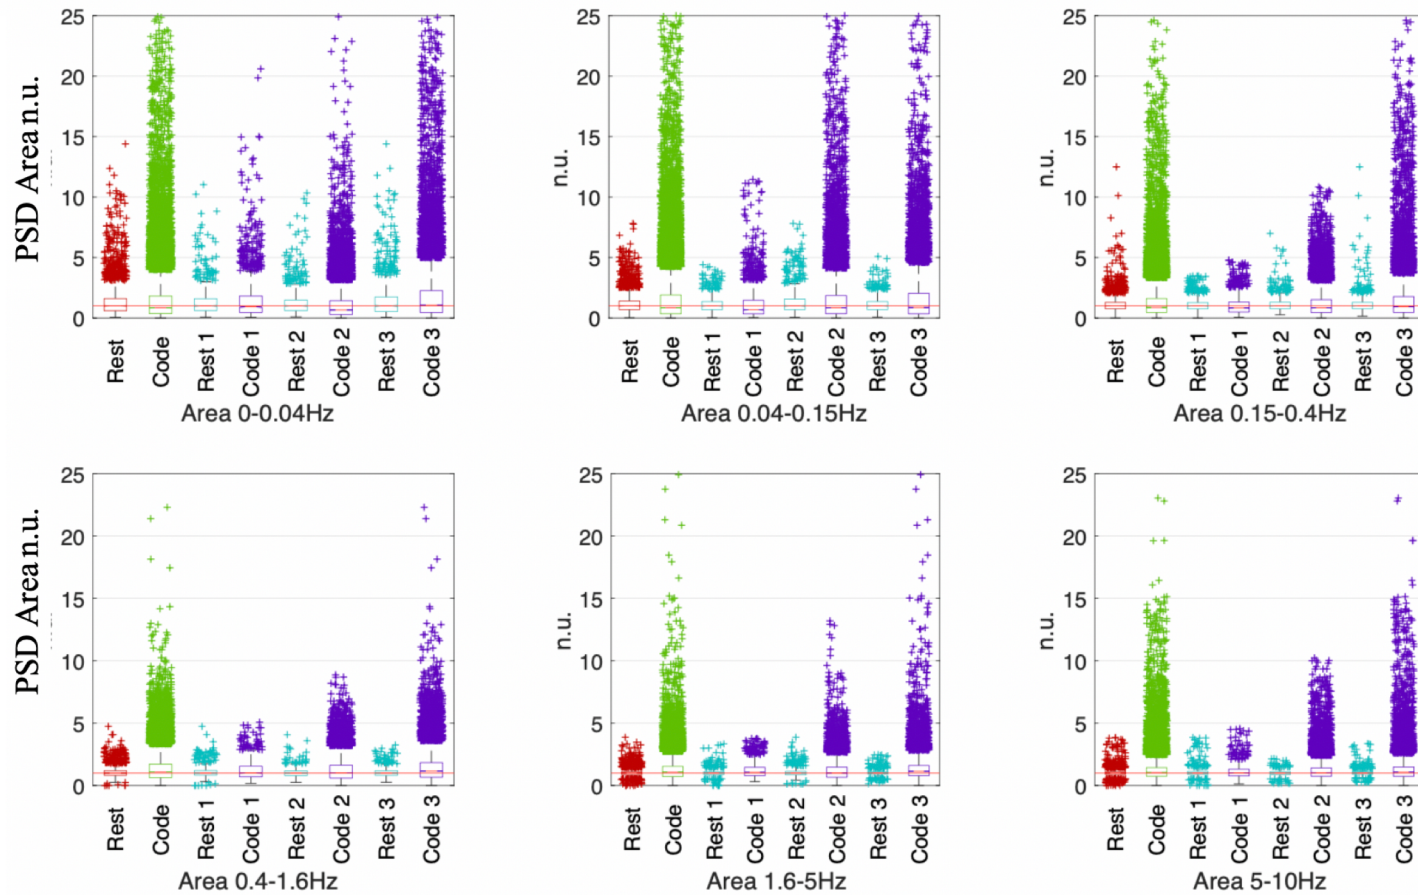 PSD Area n.u.
25
20
15
10
5
0
Rest
Code
Rest 1
Code 1
Rest 2
Code 2
Rest 3
Code 3
Area 0-0.04Hz
n.u.
25
20
15
10
5
0
Rest
Code
Rest 1
Code 1
Rest 2
Code 2
Rest 3
Code 3
Area 0.04-0.15Hz
n.u.
25
20
15
10
5
0
Rest
Code
Rest 1
Code 1
Rest 2
Code 2
Rest 3
Code 3
Area 0.15-0.4Hz
PSD Area n.u.
25
20
15
10
5
0
Rest
Code
Rest 1
Code 1
Rest 2
Code 2
Rest 3
Code 3
Area 0.4-1.6Hz
n.u.
25
20
15
10
5
0
Rest
Code
Rest 1
Code 1
Rest 2
Code 2
Rest 3
Code 3
Area 1.6-5Hz
n.u.
25
20
15
10
5
0
Rest
Code
Rest 1
Code 1
Rest 2
Code 2
Rest 3
Code 3
Area 5-10Hz